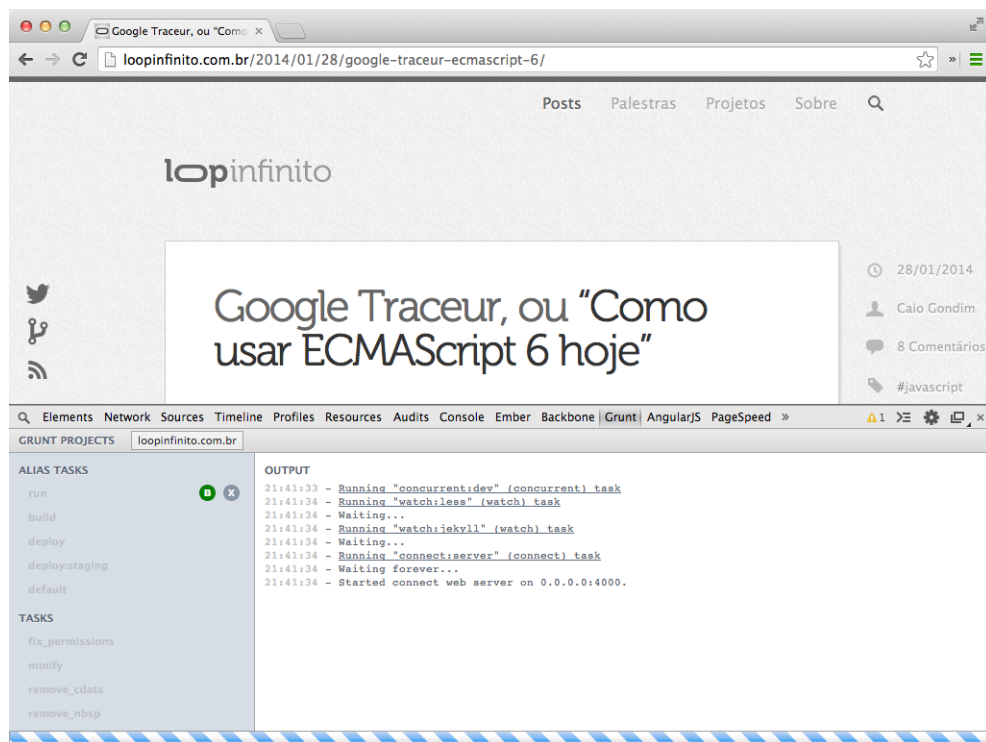 Google Traceur, ou “Como
loopinfinito.com.br/2014/01/28/google-traceur-ecmascript-6/
Posts Palestras Projetos Sobre
loopinfinito
28/01/2014
Caio Gondim
8 Comentários
#javascript
Google Traceur, ou “Como
usar ECMAScript 6 hoje”
Elements Network Sources Timeline Profiles Resources Audits Console Ember Backbone Grunt AngularJS PageSpeed » 1
GRUNT PROJECTS loopinfinito.com.br
ALIAS TASKS
run B X
build
deploy
deploy:staging
default
TASKS
fix_permissions
minify
remove_cdata
remove_nbsp
OUTPUT
21:41:33 – Running "concurrent:dev" (concurrent) task
21:41:34 – Running "watch:less" (watch) task
21:41:34 – Waiting...
21:41:34 – Running "watch:jekyll" (watch) task
21:41:34 – Waiting...
21:41:34 – Running "connect:server" (connect) task
21:41:34 – Waiting forever...
21:41:34 – Started connect web server on 0.0.0.0:4000.